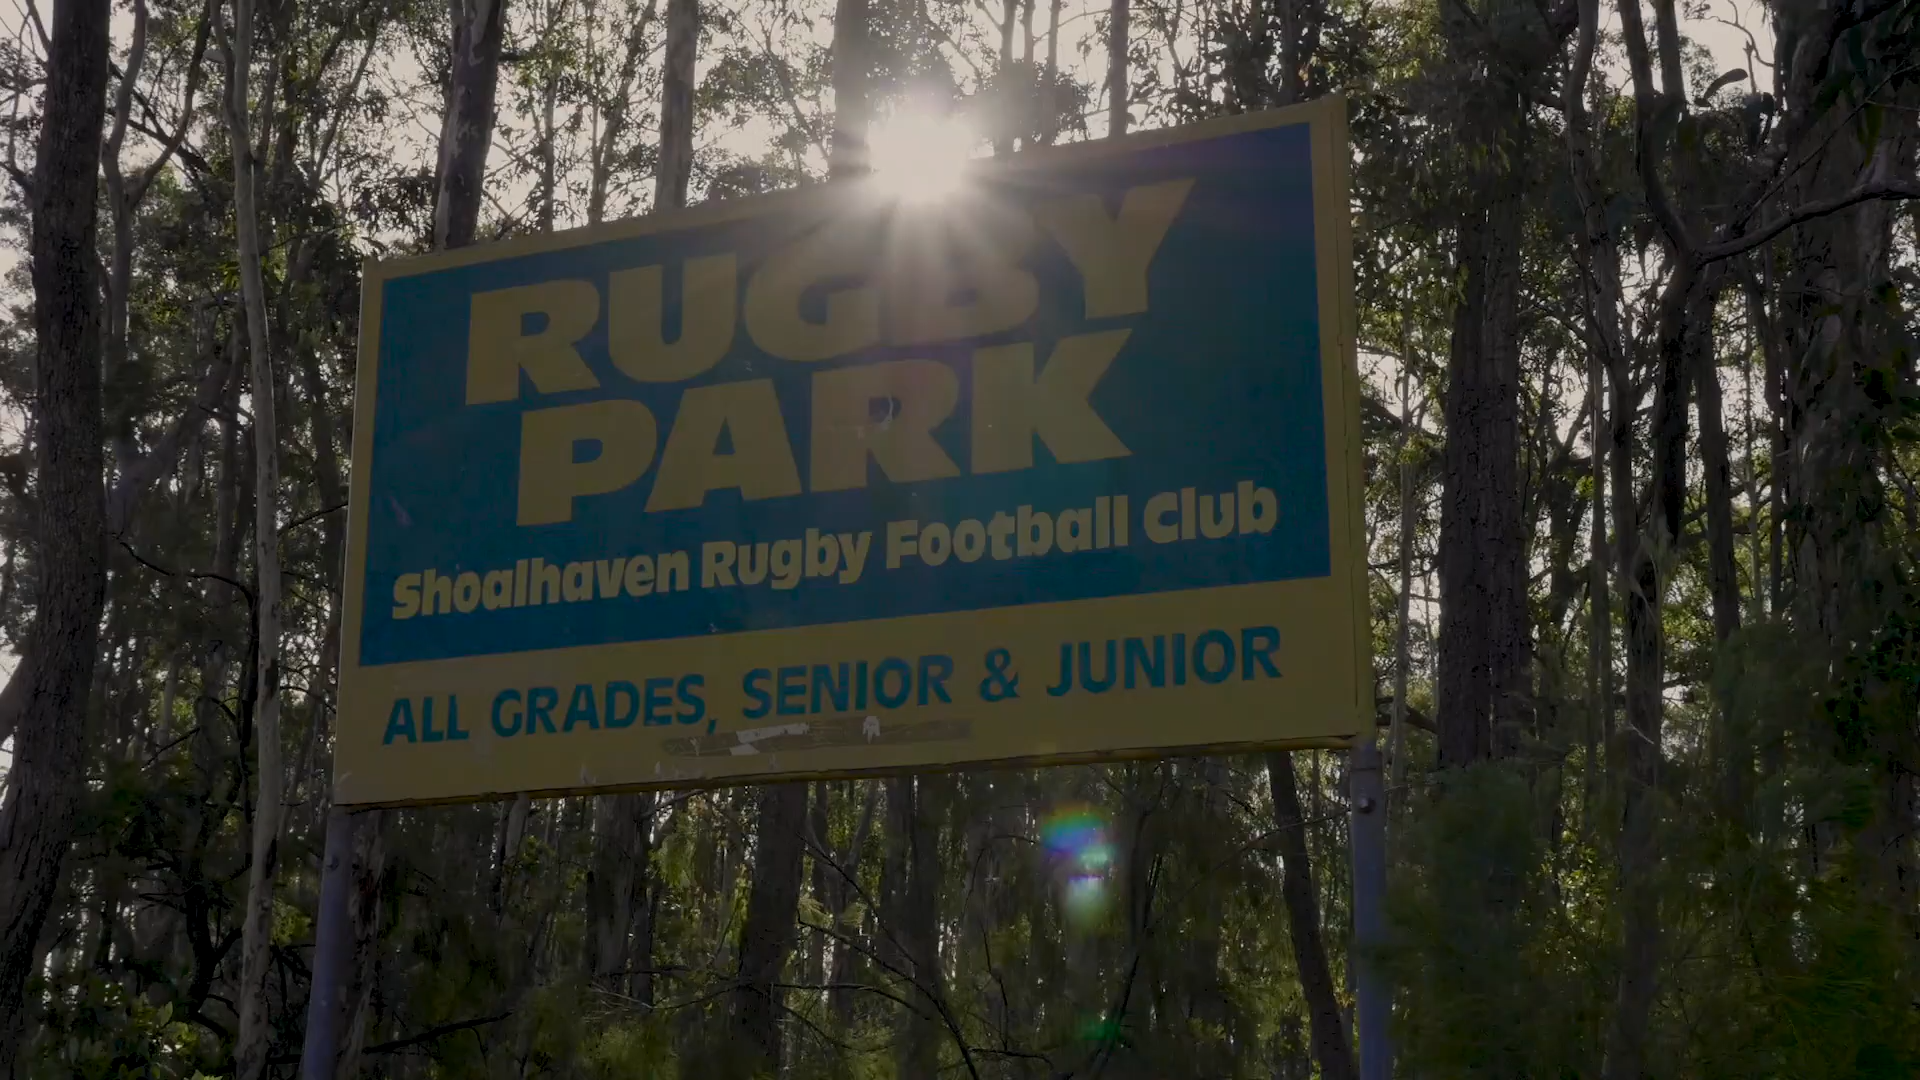 RUGBY
PARK
Shoalhaven Rugby Football Club
ALL GRADES, SENIOR & JUNIOR